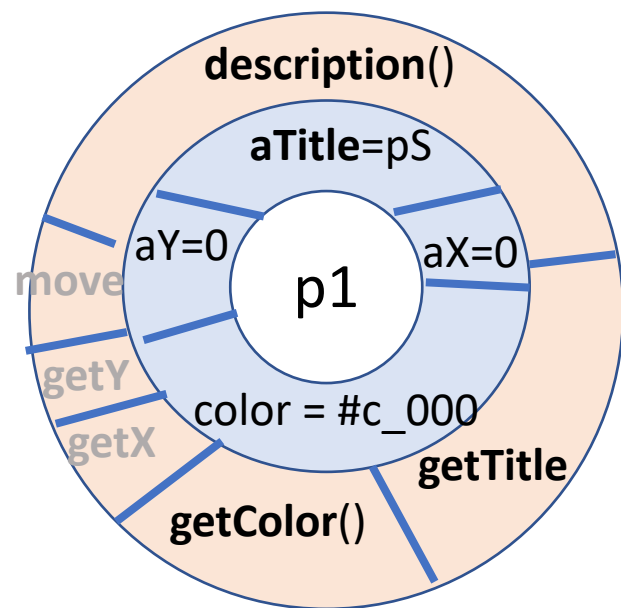 description()
aTitle=pS
aY=0
aX=0
move
p1
getY
color = #c_000
getX
getTitle
getColor()